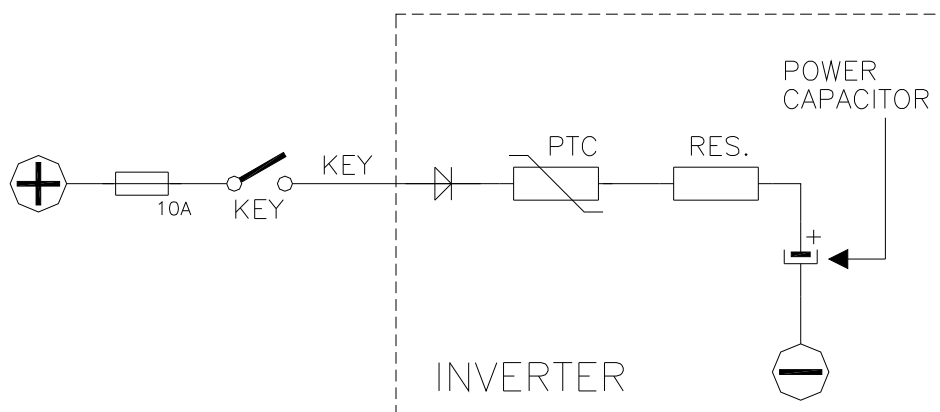 POWER
CAPACITOR
PTC
RES.
KEY
10A
KEY
+
INVERTER